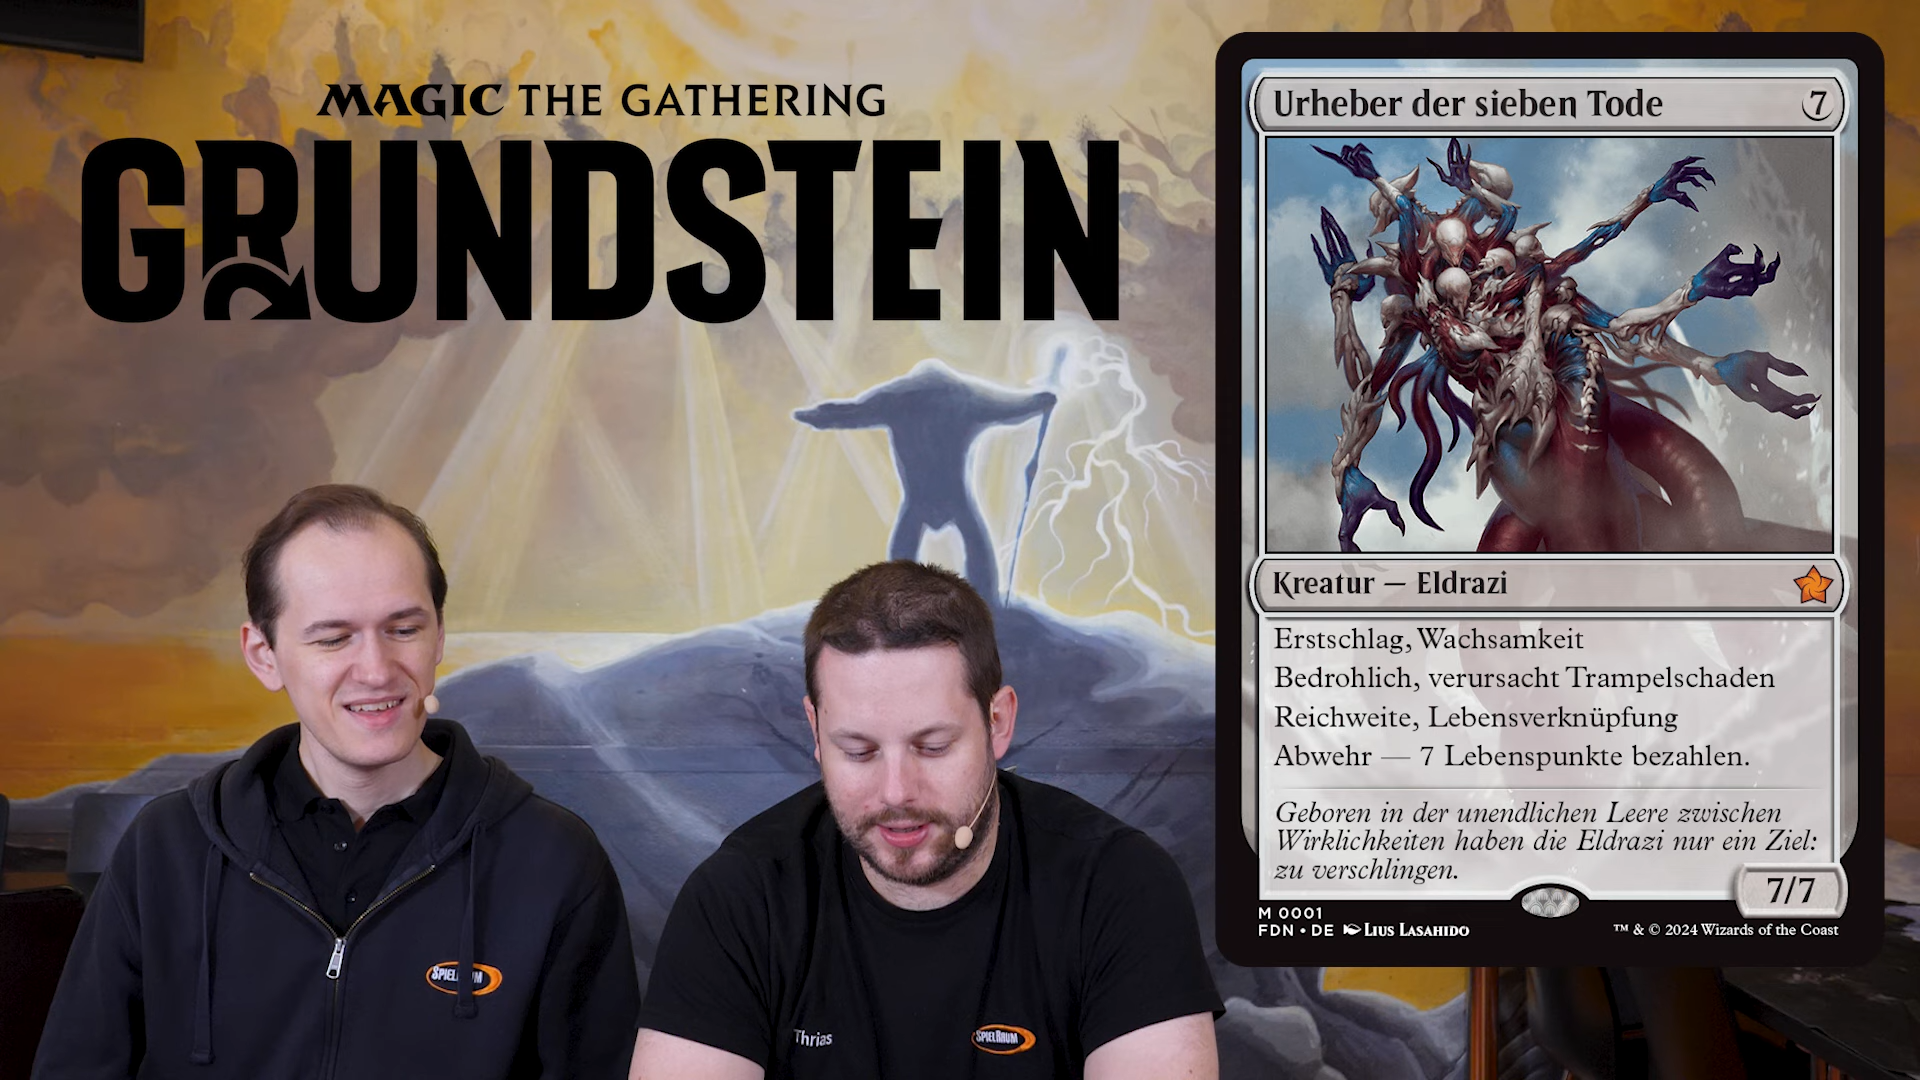 MAGIC THE GATHERING
GRUNDSTEIN
Urheber der sieben Tode 7
Kreatur — Eldrazi
Erstschlag, Wachsamkeit
Bedrohlich, verursacht Trampelschaden
Reichweite, Lebensverknüpfung
Abwehr — 7 Lebenspunkte bezahlen.
Geboren in der unendlichen Leere zwischen
Wirklichkeiten haben die Eldrazi nur ein Ziel:
zu verschlingen.
7/7
M 0001
FDN • DE Lius Lasahido
™ & © 2024 Wizards of the Coast
Thrias
SPIELRAUM